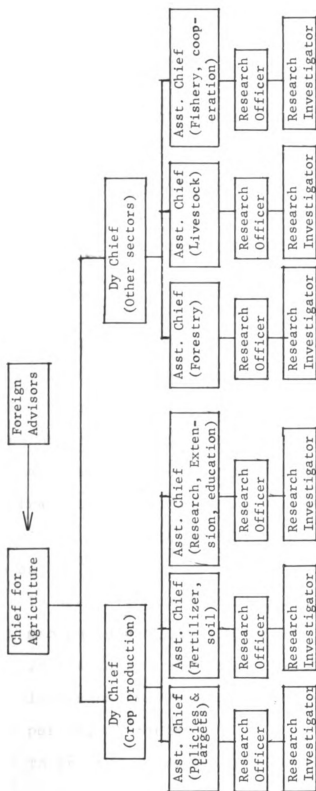 Chief for
Agriculture
Foreign
Advisors
Dy Chief
(Crop production)
Dy Chief
(Other sectors)
Asst. Chief
(Policies &
targets)
Asst. Chief
(Fertilizer,
soil)
Asst. Chief
(Research, Exten-
sion, education)
Asst. Chief
(Forestry)
Asst. Chief
(Livestock)
Asst. Chief
(Fishery, coop-
eration)
Research
Officer
Research
Officer
Research
Officer
Research
Officer
Research
Officer
Research
Officer
Research
Investigator
Research
Investigator
Research
Investigator
Research
Investigator
Research
Investigator
Research
Investigator